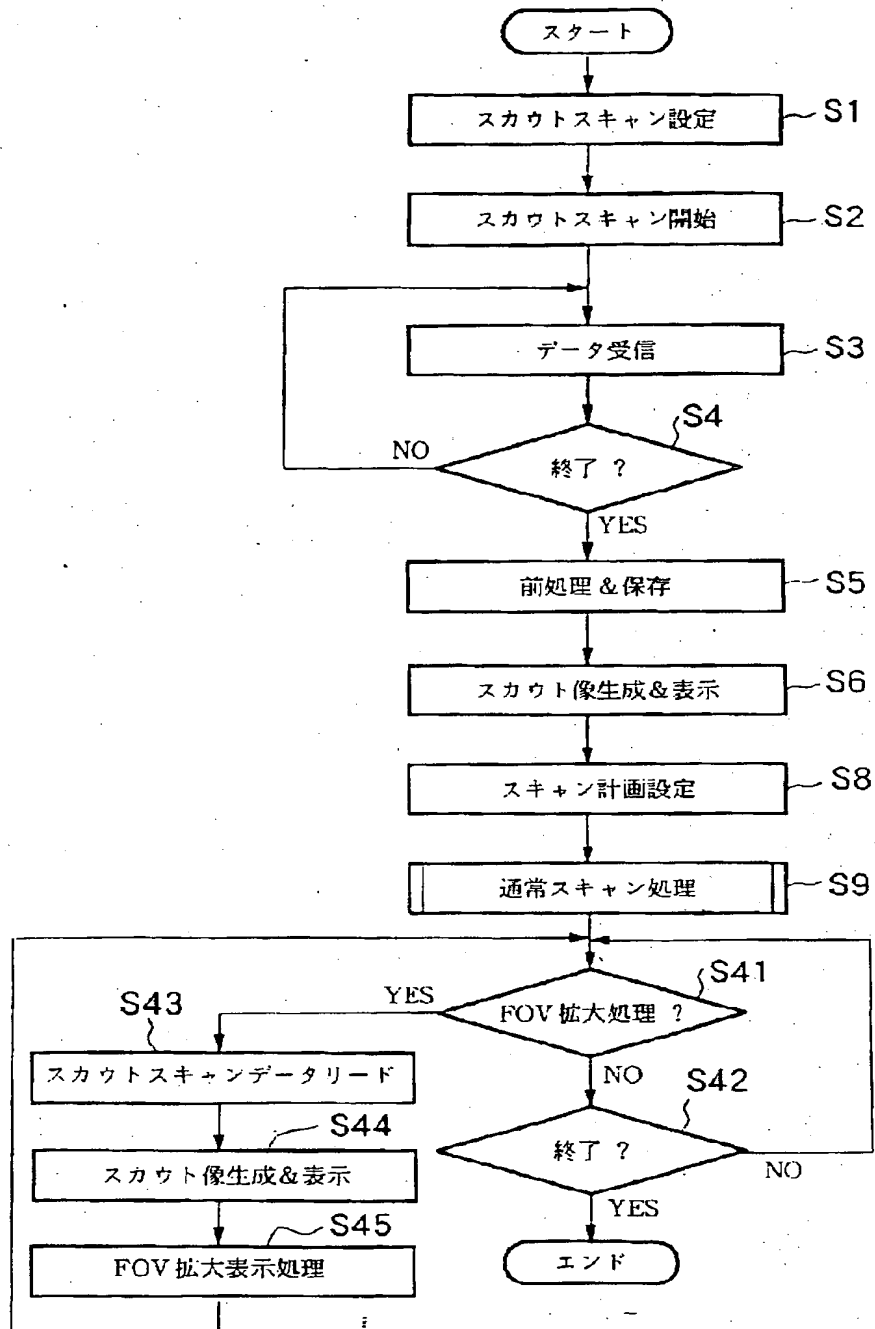 スタート
スカウトスキャン設定
S1
スカウトスキャン開始
S2
データ受信
S3
S4
NO
終了 ?
YES
前処理&保存
S5
スカウト像生成&表示
S6
スキャン計画設定
S8
通常スキャン処理
S9
S41
YES
FOV拡大処理 ?
S43
スカウトスキャンデータリード
NO
S42
S44
終了 ?
NO
スカウト像生成&表示
YES
S45
FOV拡大表示処理
エンド